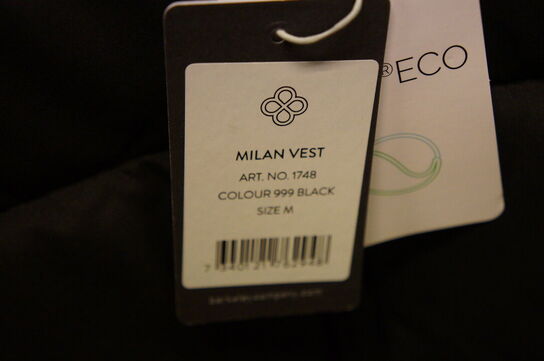 MILAN VEST
ART. NO. 1748
COLOUR 999 BLACK
SIZE M
®ECO